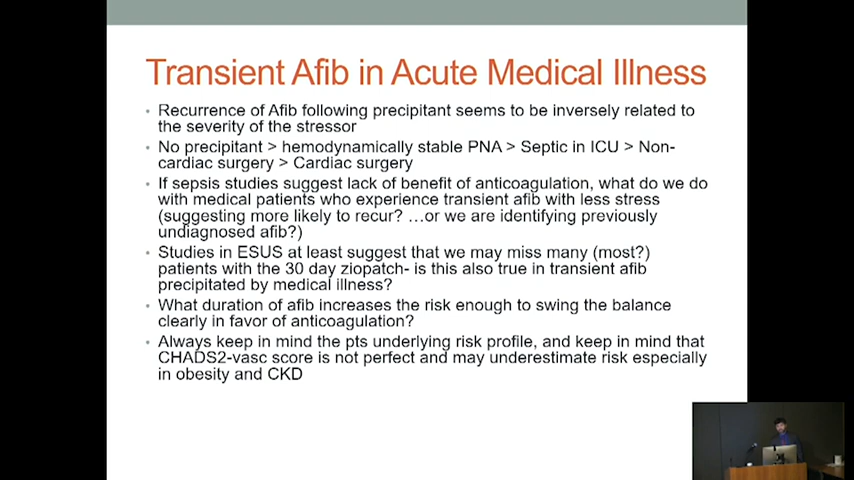 Transient Afib in Acute Medical Illness
• Recurrence of Afib following precipitant seems to be inversely related to
the severity of the stressor
• No precipitant > hemodynamically stable PNA > Septic in ICU > Non-
cardiac surgery > Cardiac surgery
• If sepsis studies suggest lack of benefit of anticoagulation, what do we do
with medical patients who experience transient afib with less stress
(suggesting more likely to recur? ...or we are identifying previously
undiagnosed afib?)
• Studies in ESUS at least suggest that we may miss many (most?)
patients with the 30 day ziopatch- is this also true in transient afib
precipitated by medical illness?
• What duration of afib increases the risk enough to swing the balance
clearly in favor of anticoagulation?
• Always keep in mind the pts underlying risk profile, and keep in mind that
CHADS2-vasc score is not perfect and may underestimate risk especially
in obesity and CKD